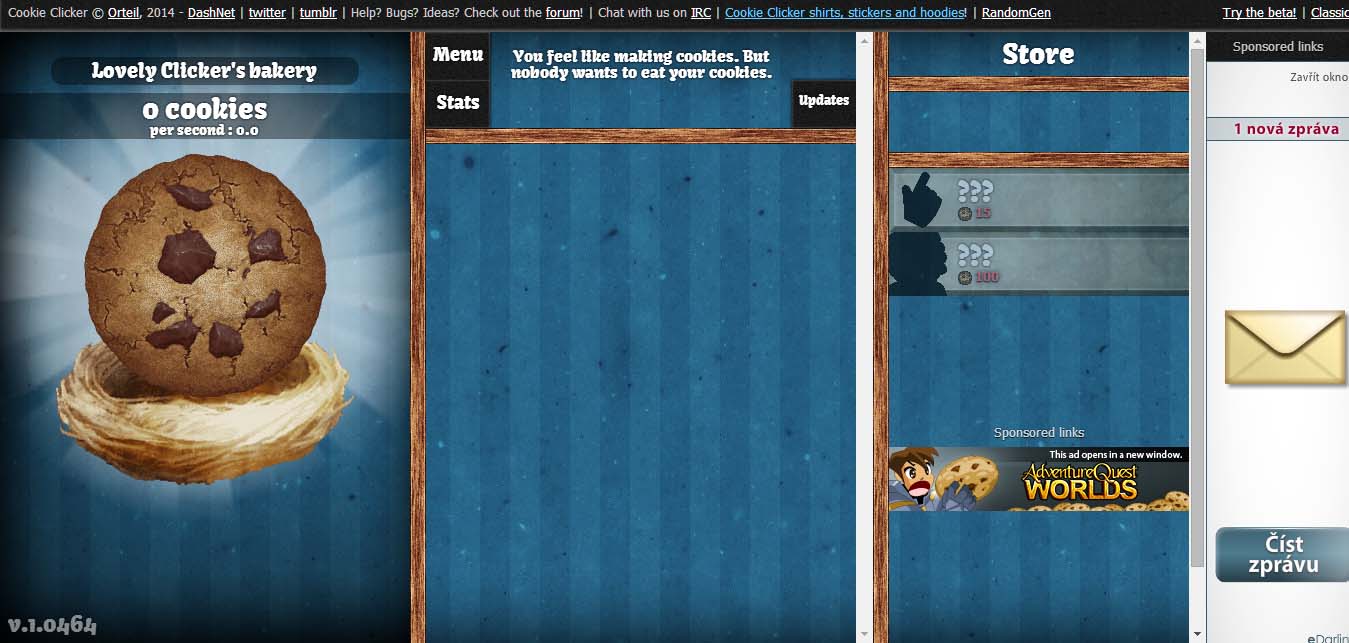 Cookie Clicker © Orteil, 2014 - DashNet | twitter | tumblr | Help? Bugs? Ideas? Check out the forum! | Chat with us on IRC | Cookie Clicker shirts, stickers and hoodies! | RandomGen
Try the beta! | Classic
Lovely Clicker's bakery
0 cookies
per second : 0.0
v.1.0464
Menu
Stats
You feel like making cookies. But
nobody wants to eat your cookies.
Updates
Store
???
15
???
100
Sponsored links
This ad opens in a new window.
AdventureQuest
WORLDS
Sponsored links
Zavřít okno
1 nová zpráva
Číst
zprávu
eDarlin